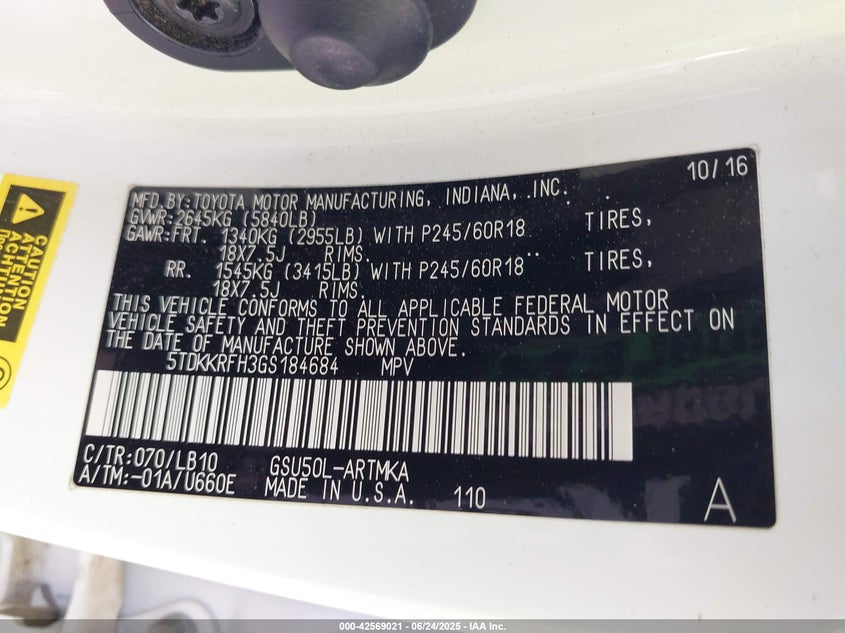 10/16
MFD.BY:TOYOTA MOTOR MANUFACTURING, INDIANA, INC.
GVWR:2645KG (5840LB)
GAWR:FRT. 1340KG (2955LB) WITH P245/60R18 TIRES,
18X7.5J RIMS.
RR. 1545KG (3415LB) WITH P245/60R18 TIRES,
18X7.5J RIMS.
THIS VEHICLE CONFORMS TO ALL APPLICABLE FEDERAL MOTOR
VEHICLE SAFETY AND THEFT PREVENTION STANDARDS IN EFFECT ON
THE DATE OF MANUFACTURE SHOWN ABOVE.
5TDKKRFH3GS184684 MPV
C/TR:070/LB10 GSU50L-ARTMKA
A/TM:-01A/U660E MADE IN U.S.A. 110
A
CAUTION
ATTENTION
ACHTUNG
000-42569021 - 06/24/2025 - IAA Inc.